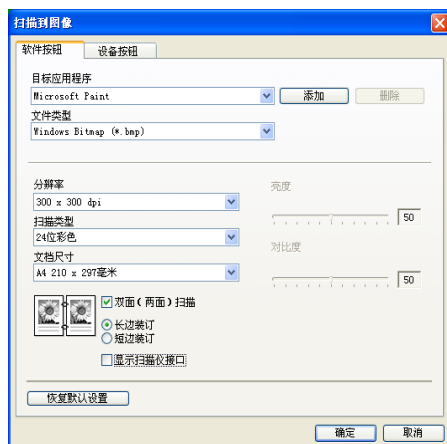 扫描到图像
软件按钮
设备按钮
目标应用程序
Microsoft Paint
添加
删除
文件类型
Windows Bitmap (*.bmp)
分辨率
300 x 300 dpi
扫描类型
24位彩色
文档尺寸
A4 210 x 297毫米
亮度
50
对比度
50
双面(两面)扫描
长边装订
短边装订
显示扫描仪接口
恢复默认设置
确定
取消